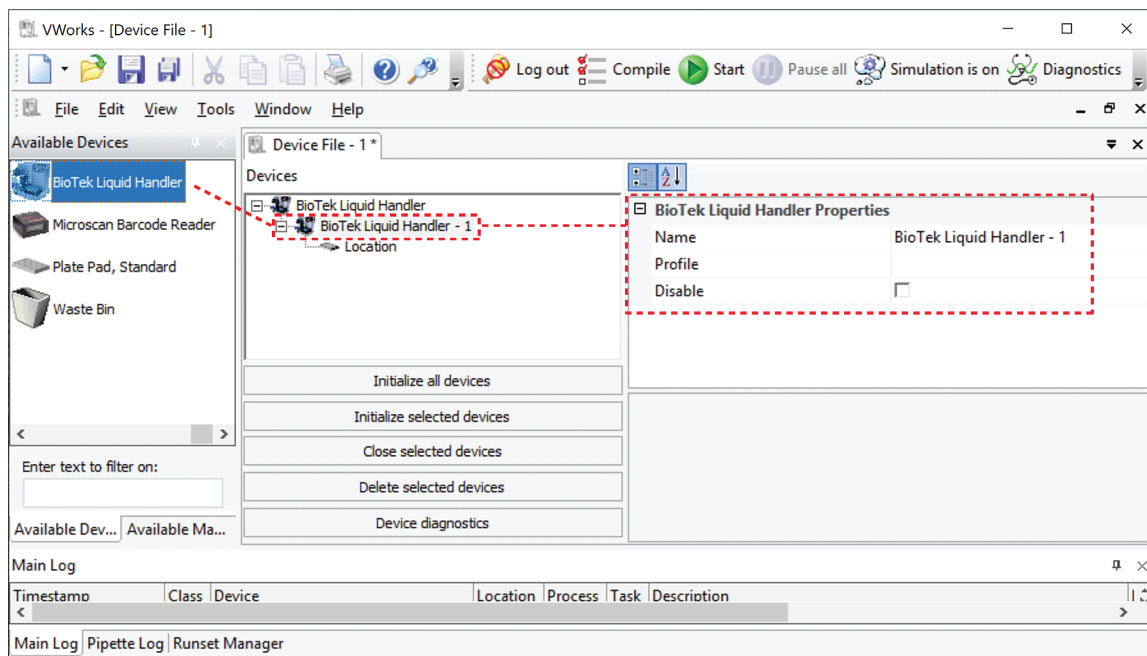 VWorks - [Device File - 1]
Log out Compile Start Pause all Simulation is on Diagnostics
File Edit View Tools Window Help
Available Devices
BioTek Liquid Handler
Microscan Barcode Reader
Plate Pad, Standard
Waste Bin
Enter text to filter on:
Available Dev... Available Ma...
Device File - 1 *
Devices
BioTek Liquid Handler
BioTek Liquid Handler - 1
Location
Initialize all devices
Initialize selected devices
Close selected devices
Delete selected devices
Device diagnostics
A
Z
BioTek Liquid Handler Properties
Name BioTek Liquid Handler - 1
Profile
Disable
Main Log
Timestamp Class Device Location Process Task Description
Main Log Pipette Log Runset Manager